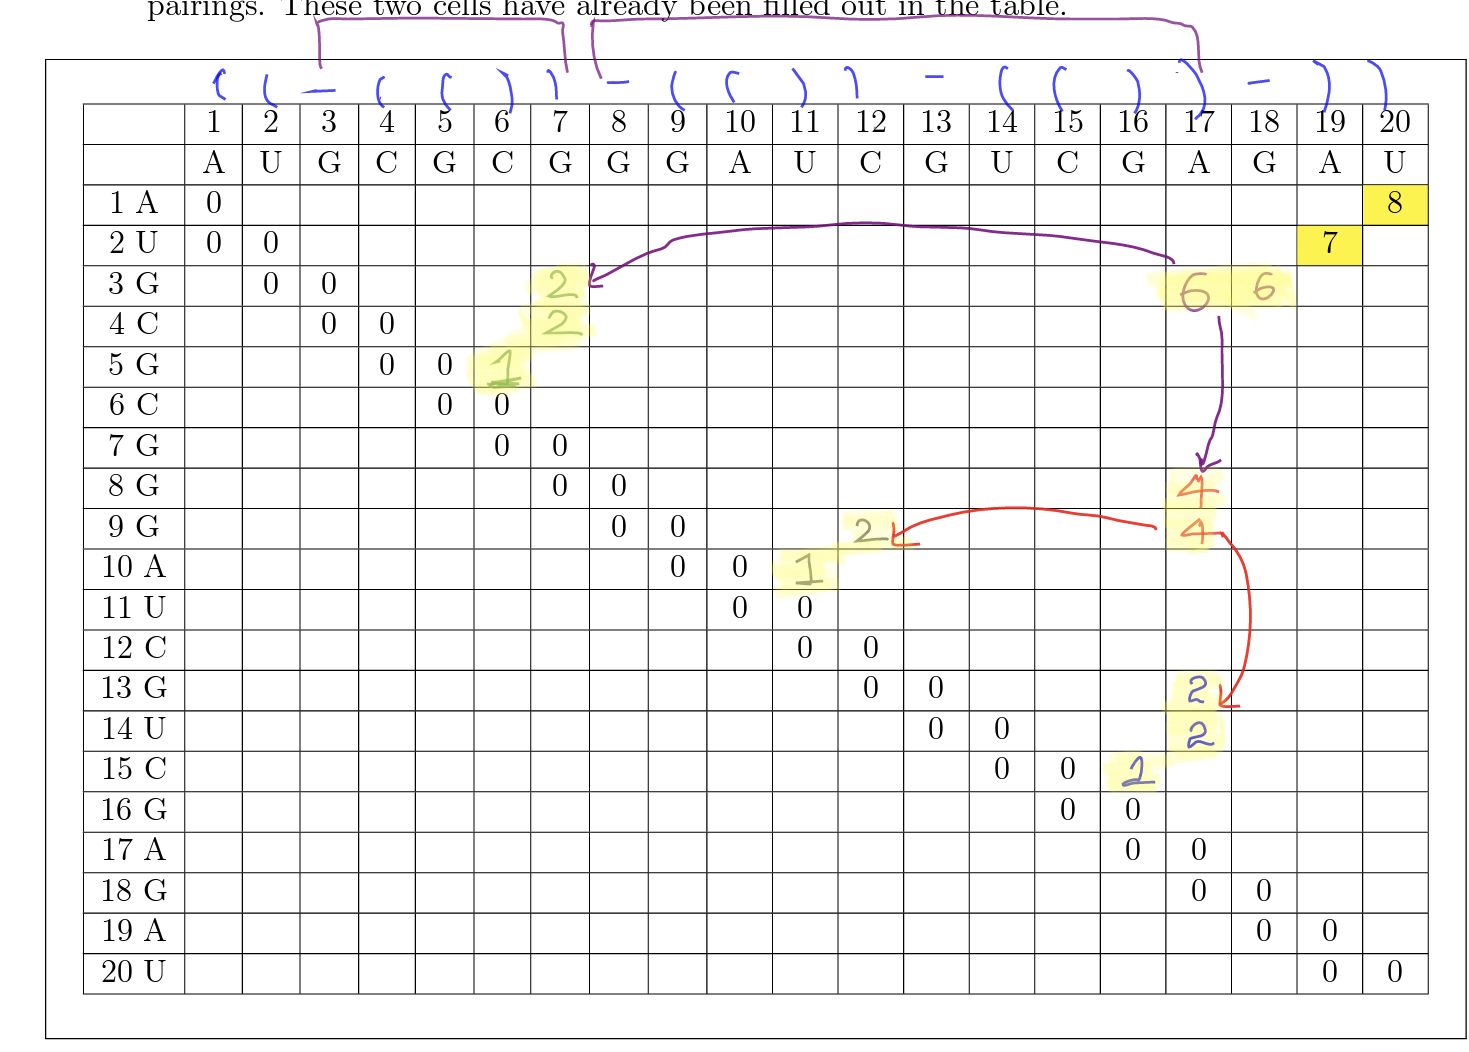 pairings. These two cells have already been filled out in the table.
( ( – ( ( ) ) – ( ( ) ) – ( ( ) ) – ) )
1 2 3 4 5 6 7 8 9 10 11 12 13 14 15 16 17 18 19 20
A U G C G C G G G A U C G U C G A G A U
1 A 0 8
2 U 0 0 7
3 G 0 0 2 6 6
4 C 0 0 2
5 G 0 0 1
6 C 0 0
7 G 0 0
8 G 0 0 4
9 G 0 0 2 4
10 A 0 0 1
11 U 0 0
12 C 0 0
13 G 0 0 2
14 U 0 0 2
15 C 0 0 1
16 G 0 0
17 A 0 0
18 G 0 0
19 A 0 0
20 U 0 0